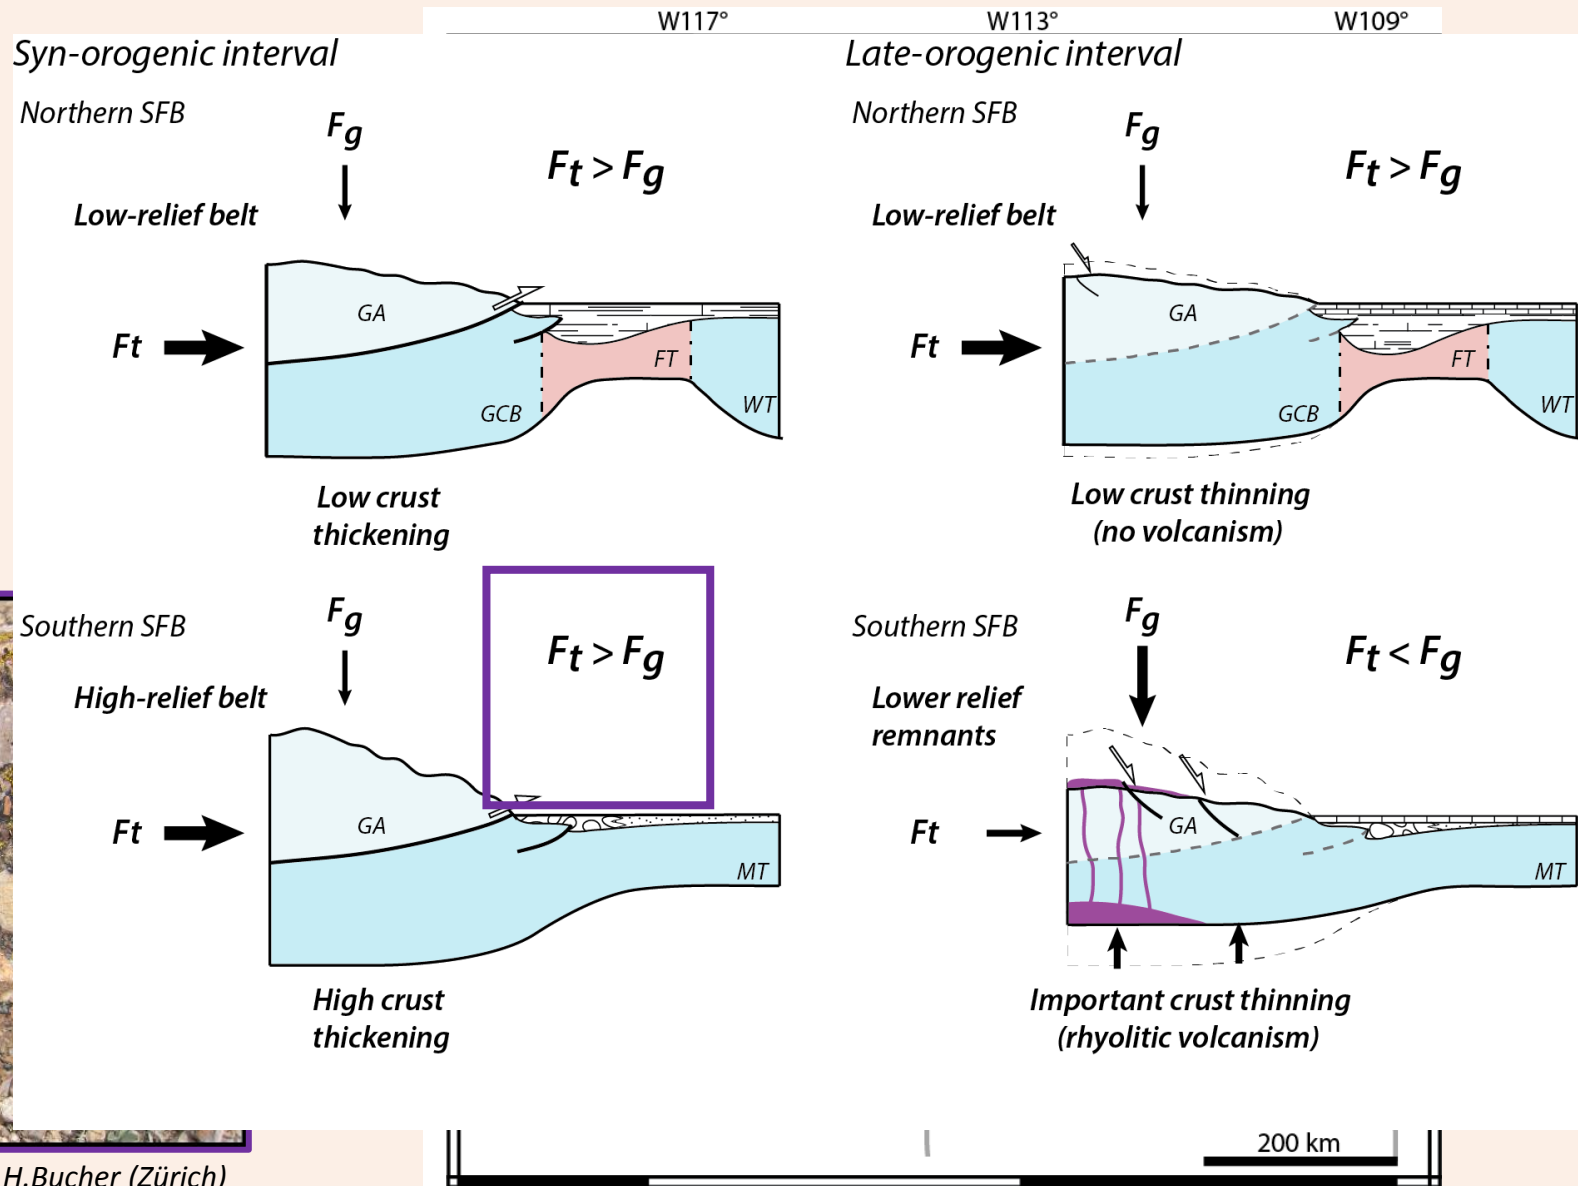 W117° W113° W109°
Syn-orogenic interval
Northern SFB
Fg
Ft > Fg
Low-relief belt
GA
Ft
FT
GCB
WT
Low crust
thickening
Late-orogenic interval
Northern SFB
Fg
Ft > Fg
Low-relief belt
GA
Ft
FT
GCB
WT
Low crust thinning
(no volcanism)
Southern SFB
Fg
Ft > Fg
High-relief belt
GA
Ft
MT
High crust
thickening
Southern SFB
Fg
Ft < Fg
Lower relief
remnants
GA
Ft
MT
Important crust thinning
(rhyolitic volcanism)
200 km
H.Bucher (Zürich)